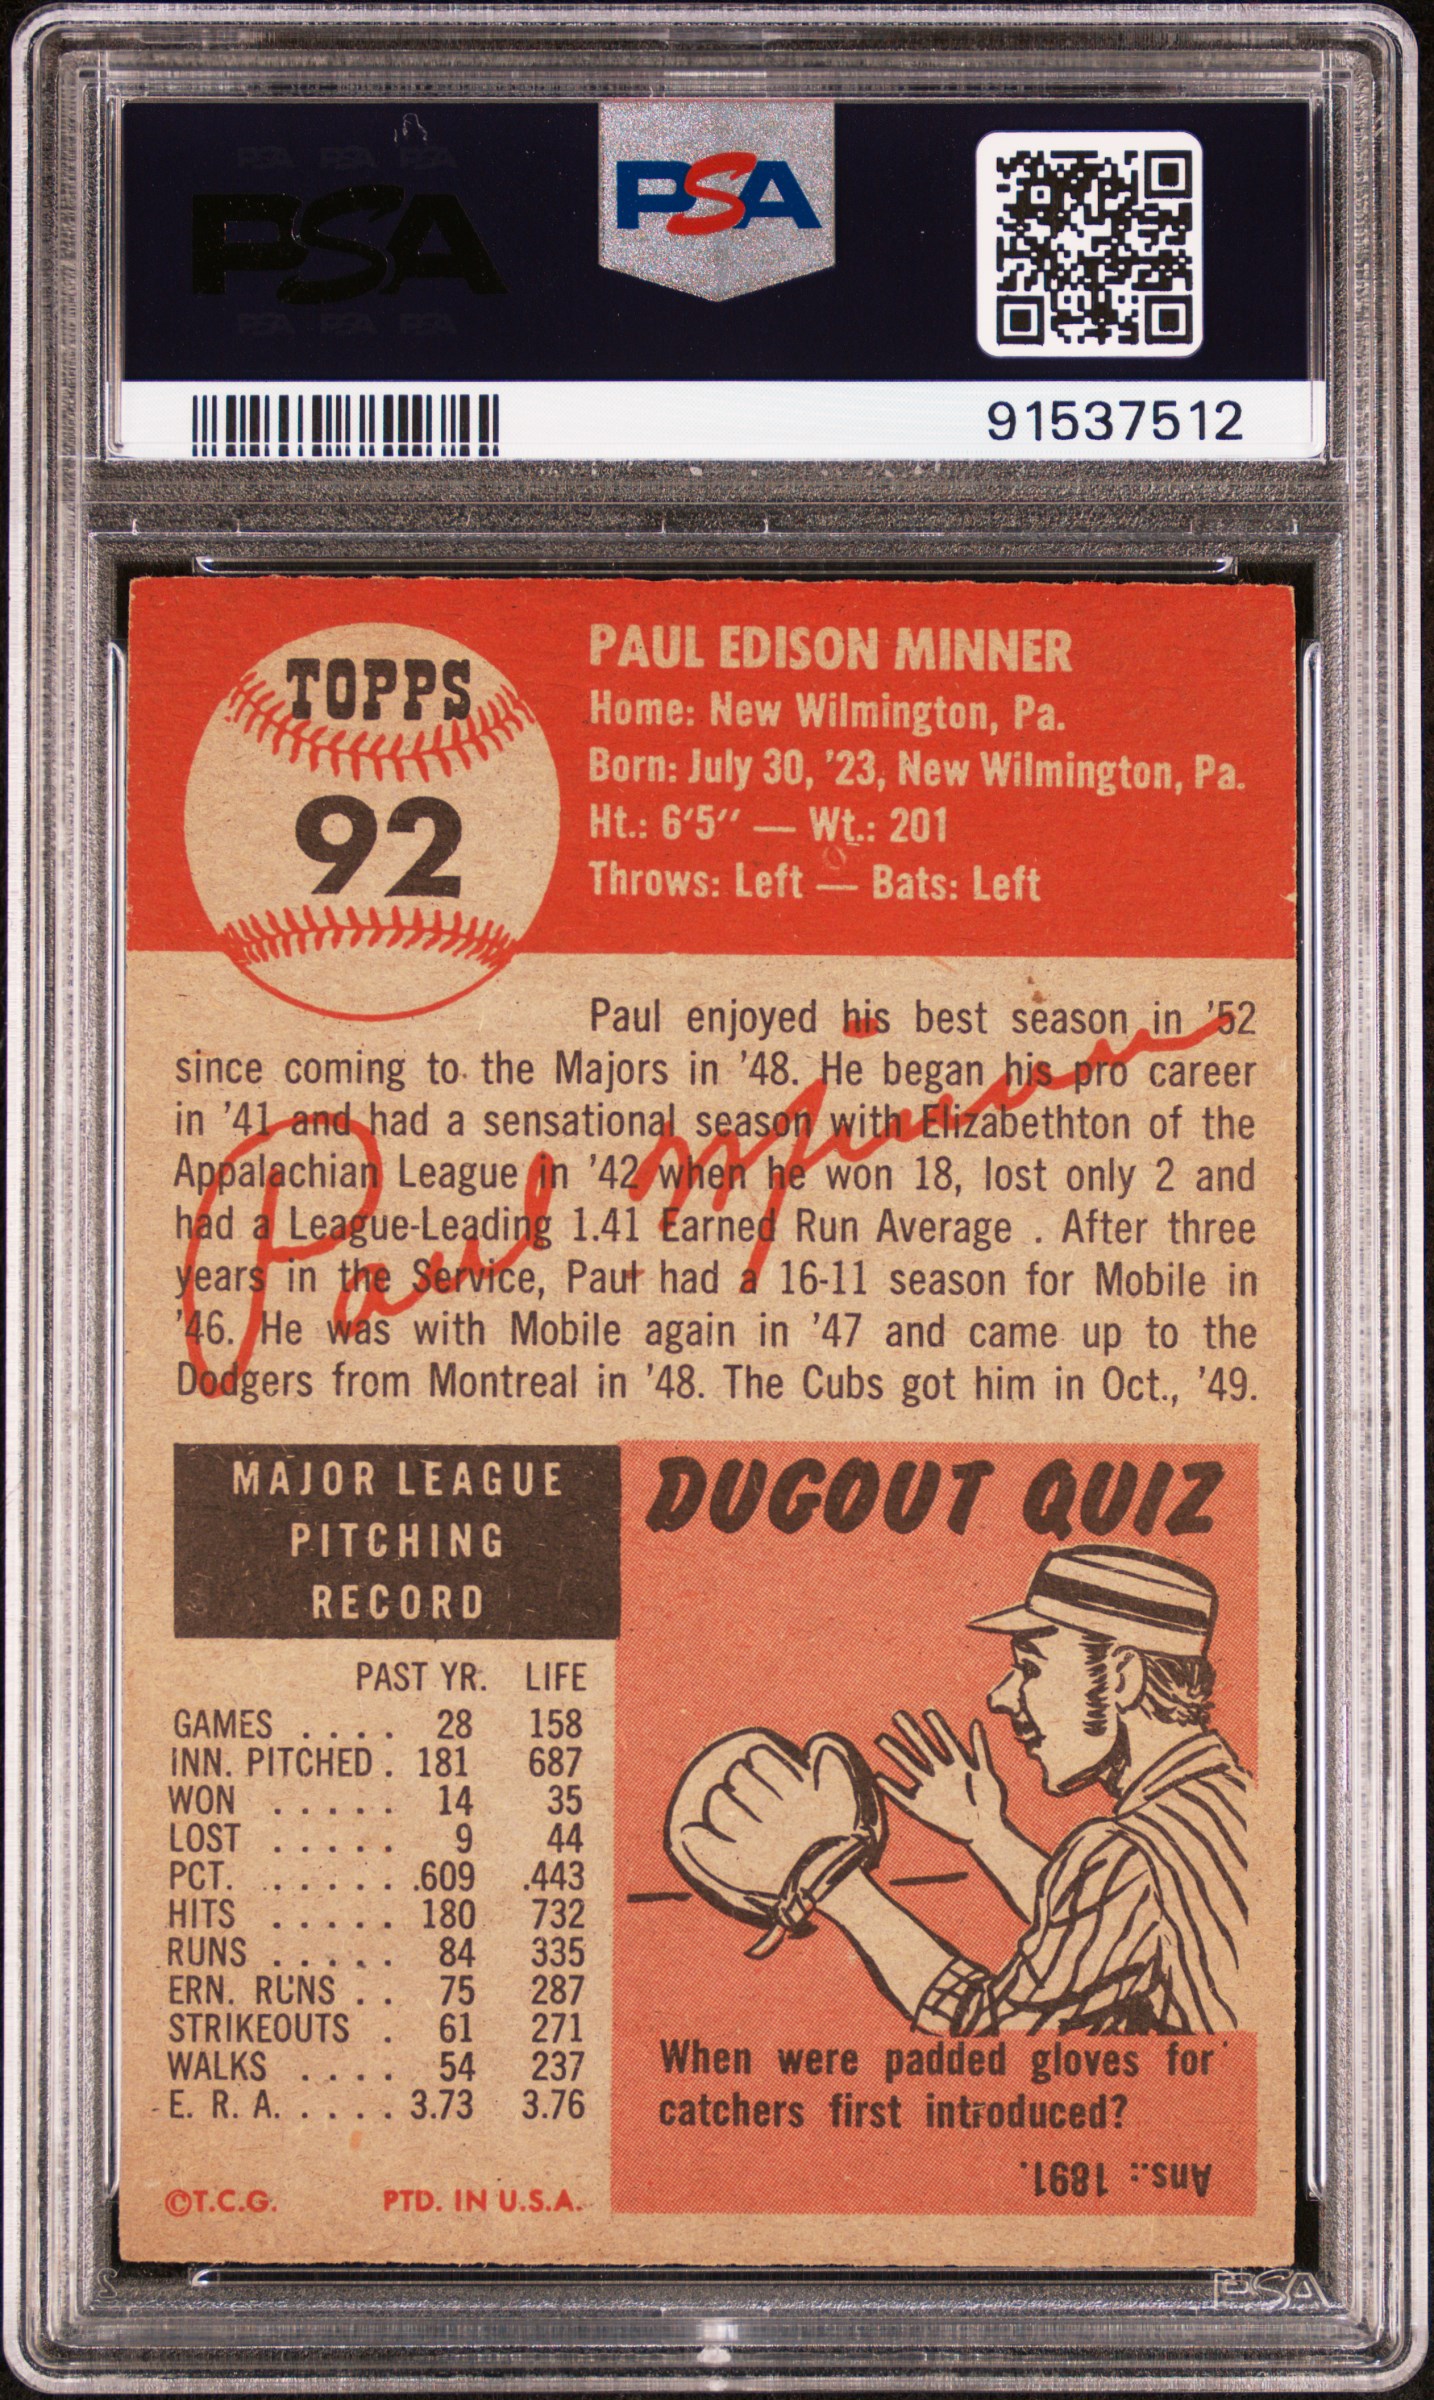 PSA PSA PSA
PSA
PSA PSA PSA
PSA
91537512
TOPPS
92
PAUL EDISON MINNER
Home: New Wilmington, Pa.
Born: July 30, '23, New Wilmington, Pa.
Ht.: 6'5" — Wt.: 201
Throws: Left — Bats: Left
Paul enjoyed his best season in '52
since coming to the Majors in '48. He began his pro career
in '41 and had a sensational season with Elizabethton of the
Appalachian League in '42 when he won 18, lost only 2 and
had a League-Leading 1.41 Earned Run Average . After three
years in the Service, Paul had a 16-11 season for Mobile in
'46. He was with Mobile again in '47 and came up to the
Dodgers from Montreal in '48. The Cubs got him in Oct., '49.
Paul Minner
MAJOR LEAGUE
PITCHING
RECORD
PAST YR. LIFE
GAMES .... 28 158
INN. PITCHED . 181 687
WON ..... 14 35
LOST ..... 9 44
PCT. ...... .609 .443
HITS ..... 180 732
RUNS ..... 84 335
ERN. RUNS .. 75 287
STRIKEOUTS . 61 271
WALKS .... 54 237
E. R. A. ..... 3.73 3.76
©T.C.G. PTD. IN U.S.A.
DUGOUT QUIZ
When were padded gloves for
catchers first introduced?
Ans.: 1891.
PSA